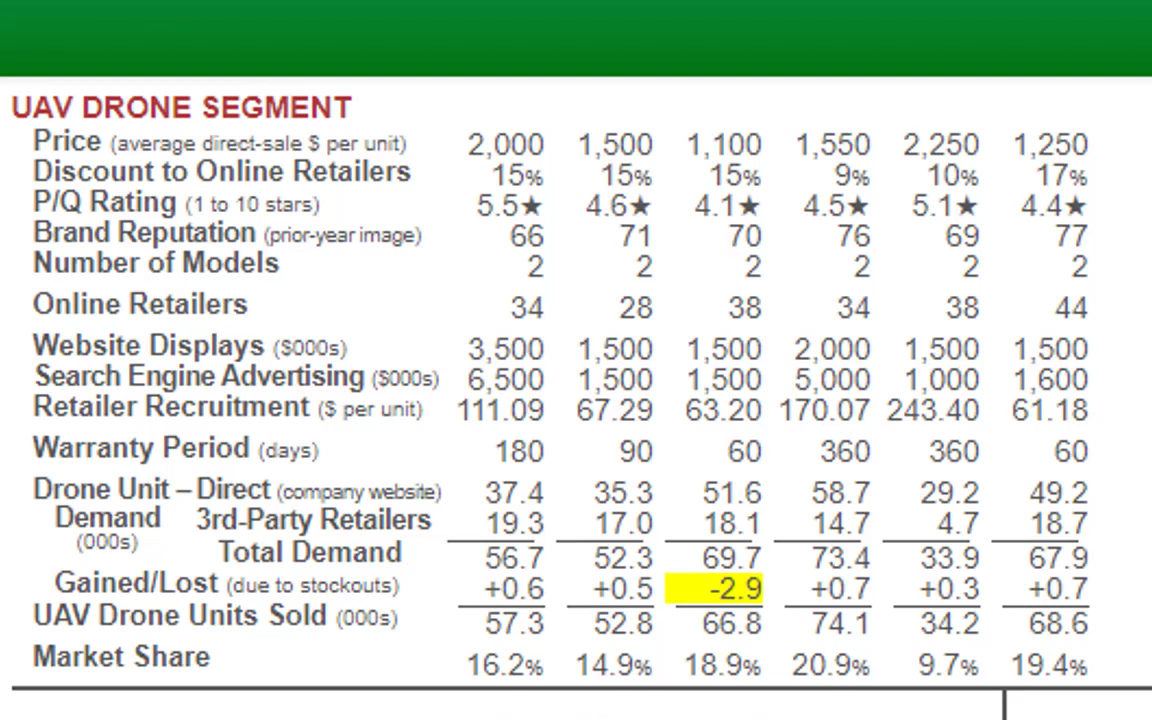 UAV DRONE SEGMENT
Price (average direct-sale $ per unit) 2,000 1,500 1,100 1,550 2,250 1,250
Discount to Online Retailers 15% 15% 15% 9% 10% 17%
P/Q Rating (1 to 10 stars) 5.5★ 4.6★ 4.1★ 4.5★ 5.1★ 4.4★
Brand Reputation (prior-year image) 66 71 70 76 69 77
Number of Models 2 2 2 2 2 2
Online Retailers 34 28 38 34 38 44
Website Displays ($000s) 3,500 1,500 1,500 2,000 1,500 1,500
Search Engine Advertising ($000s) 6,500 1,500 1,500 5,000 1,000 1,600
Retailer Recruitment ($ per unit) 111.09 67.29 63.20 170.07 243.40 61.18
Warranty Period (days) 180 90 60 360 360 60
Drone Unit – Direct (company website) 37.4 35.3 51.6 58.7 29.2 49.2
Demand 3rd-Party Retailers 19.3 17.0 18.1 14.7 4.7 18.7
(000s) Total Demand 56.7 52.3 69.7 73.4 33.9 67.9
Gained/Lost (due to stockouts) +0.6 +0.5 -2.9 +0.7 +0.3 +0.7
UAV Drone Units Sold (000s) 57.3 52.8 66.8 74.1 34.2 68.6
Market Share 16.2% 14.9% 18.9% 20.9% 9.7% 19.4%